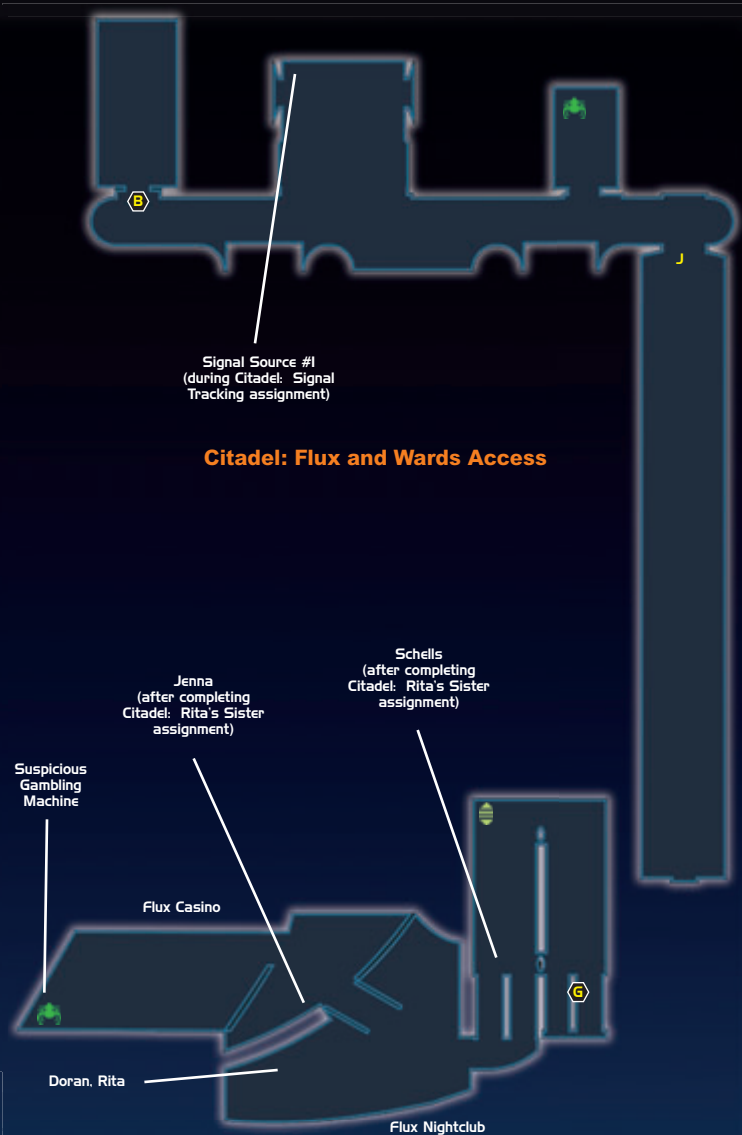 B
J
Signal Source #1
(during Citadel: Signal
Tracking assignment)
Citadel: Flux and Wards Access
Schells
(after completing
Citadel: Rita's Sister
assignment)
Jenna
(after completing
Citadel: Rita's Sister
assignment)
Suspicious
Gambling
Machine
Flux Casino
G
Doran, Rita
Flux Nightclub